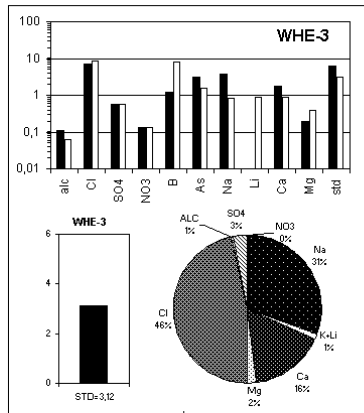 WHE-3
10
10
1
0,1
0,01
alc
Cl
SO4
NO3
B
As
Na
Li
Ca
Mg
std
WHE-3
6
4
2
0
STD=3,12
ALC
1%
SO4
3%
NO3
0%
Na
31%
K+Li
1%
Ca
16%
Mg
2%
Cl
46%